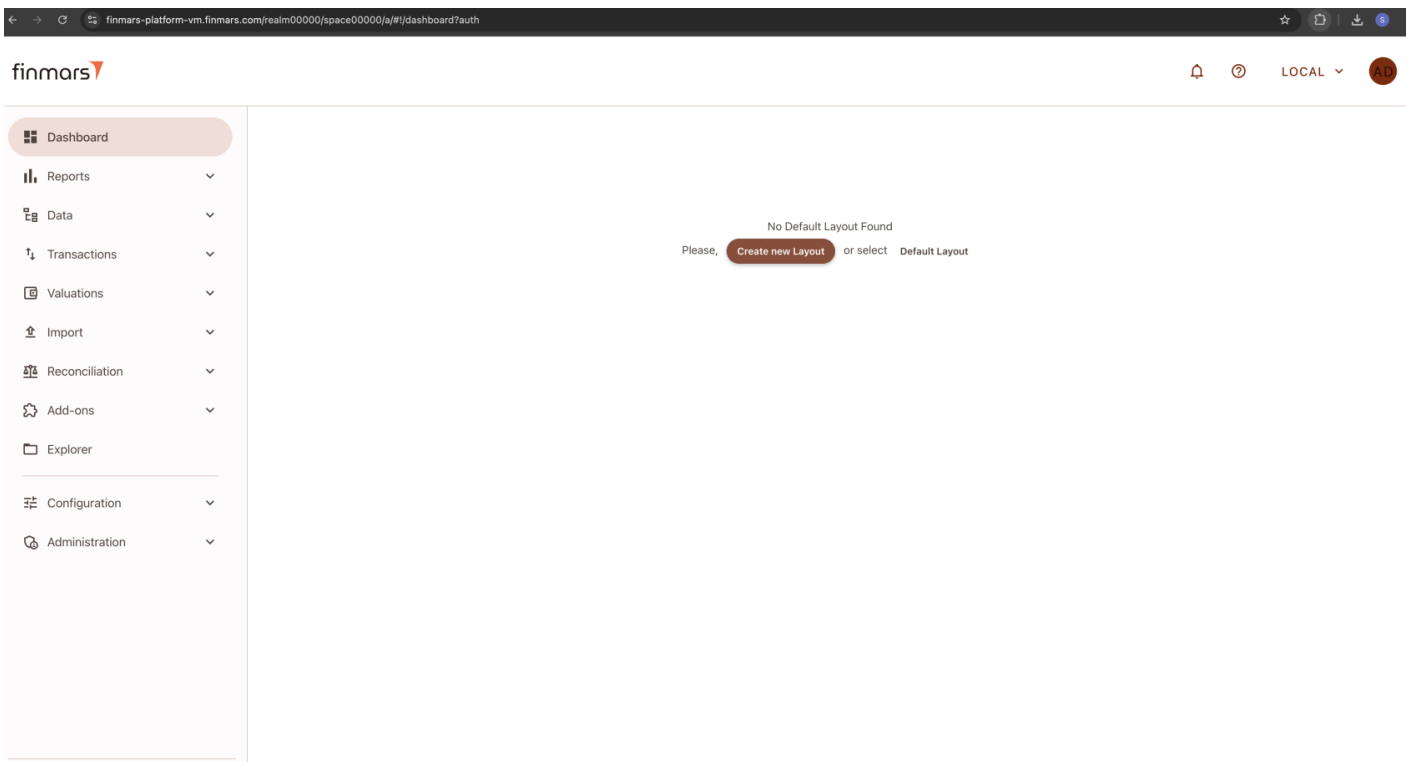 finmars-platform-vm.finmars.com/realm00000/space00000/a/#!/dashboard?auth
S
finmars
LOCAL
AD
Dashboard
Reports
Data
Transactions
Valuations
Import
Reconciliation
Add-ons
Explorer
Configuration
Administration
No Default Layout Found
Please, Create new Layout or select Default Layout